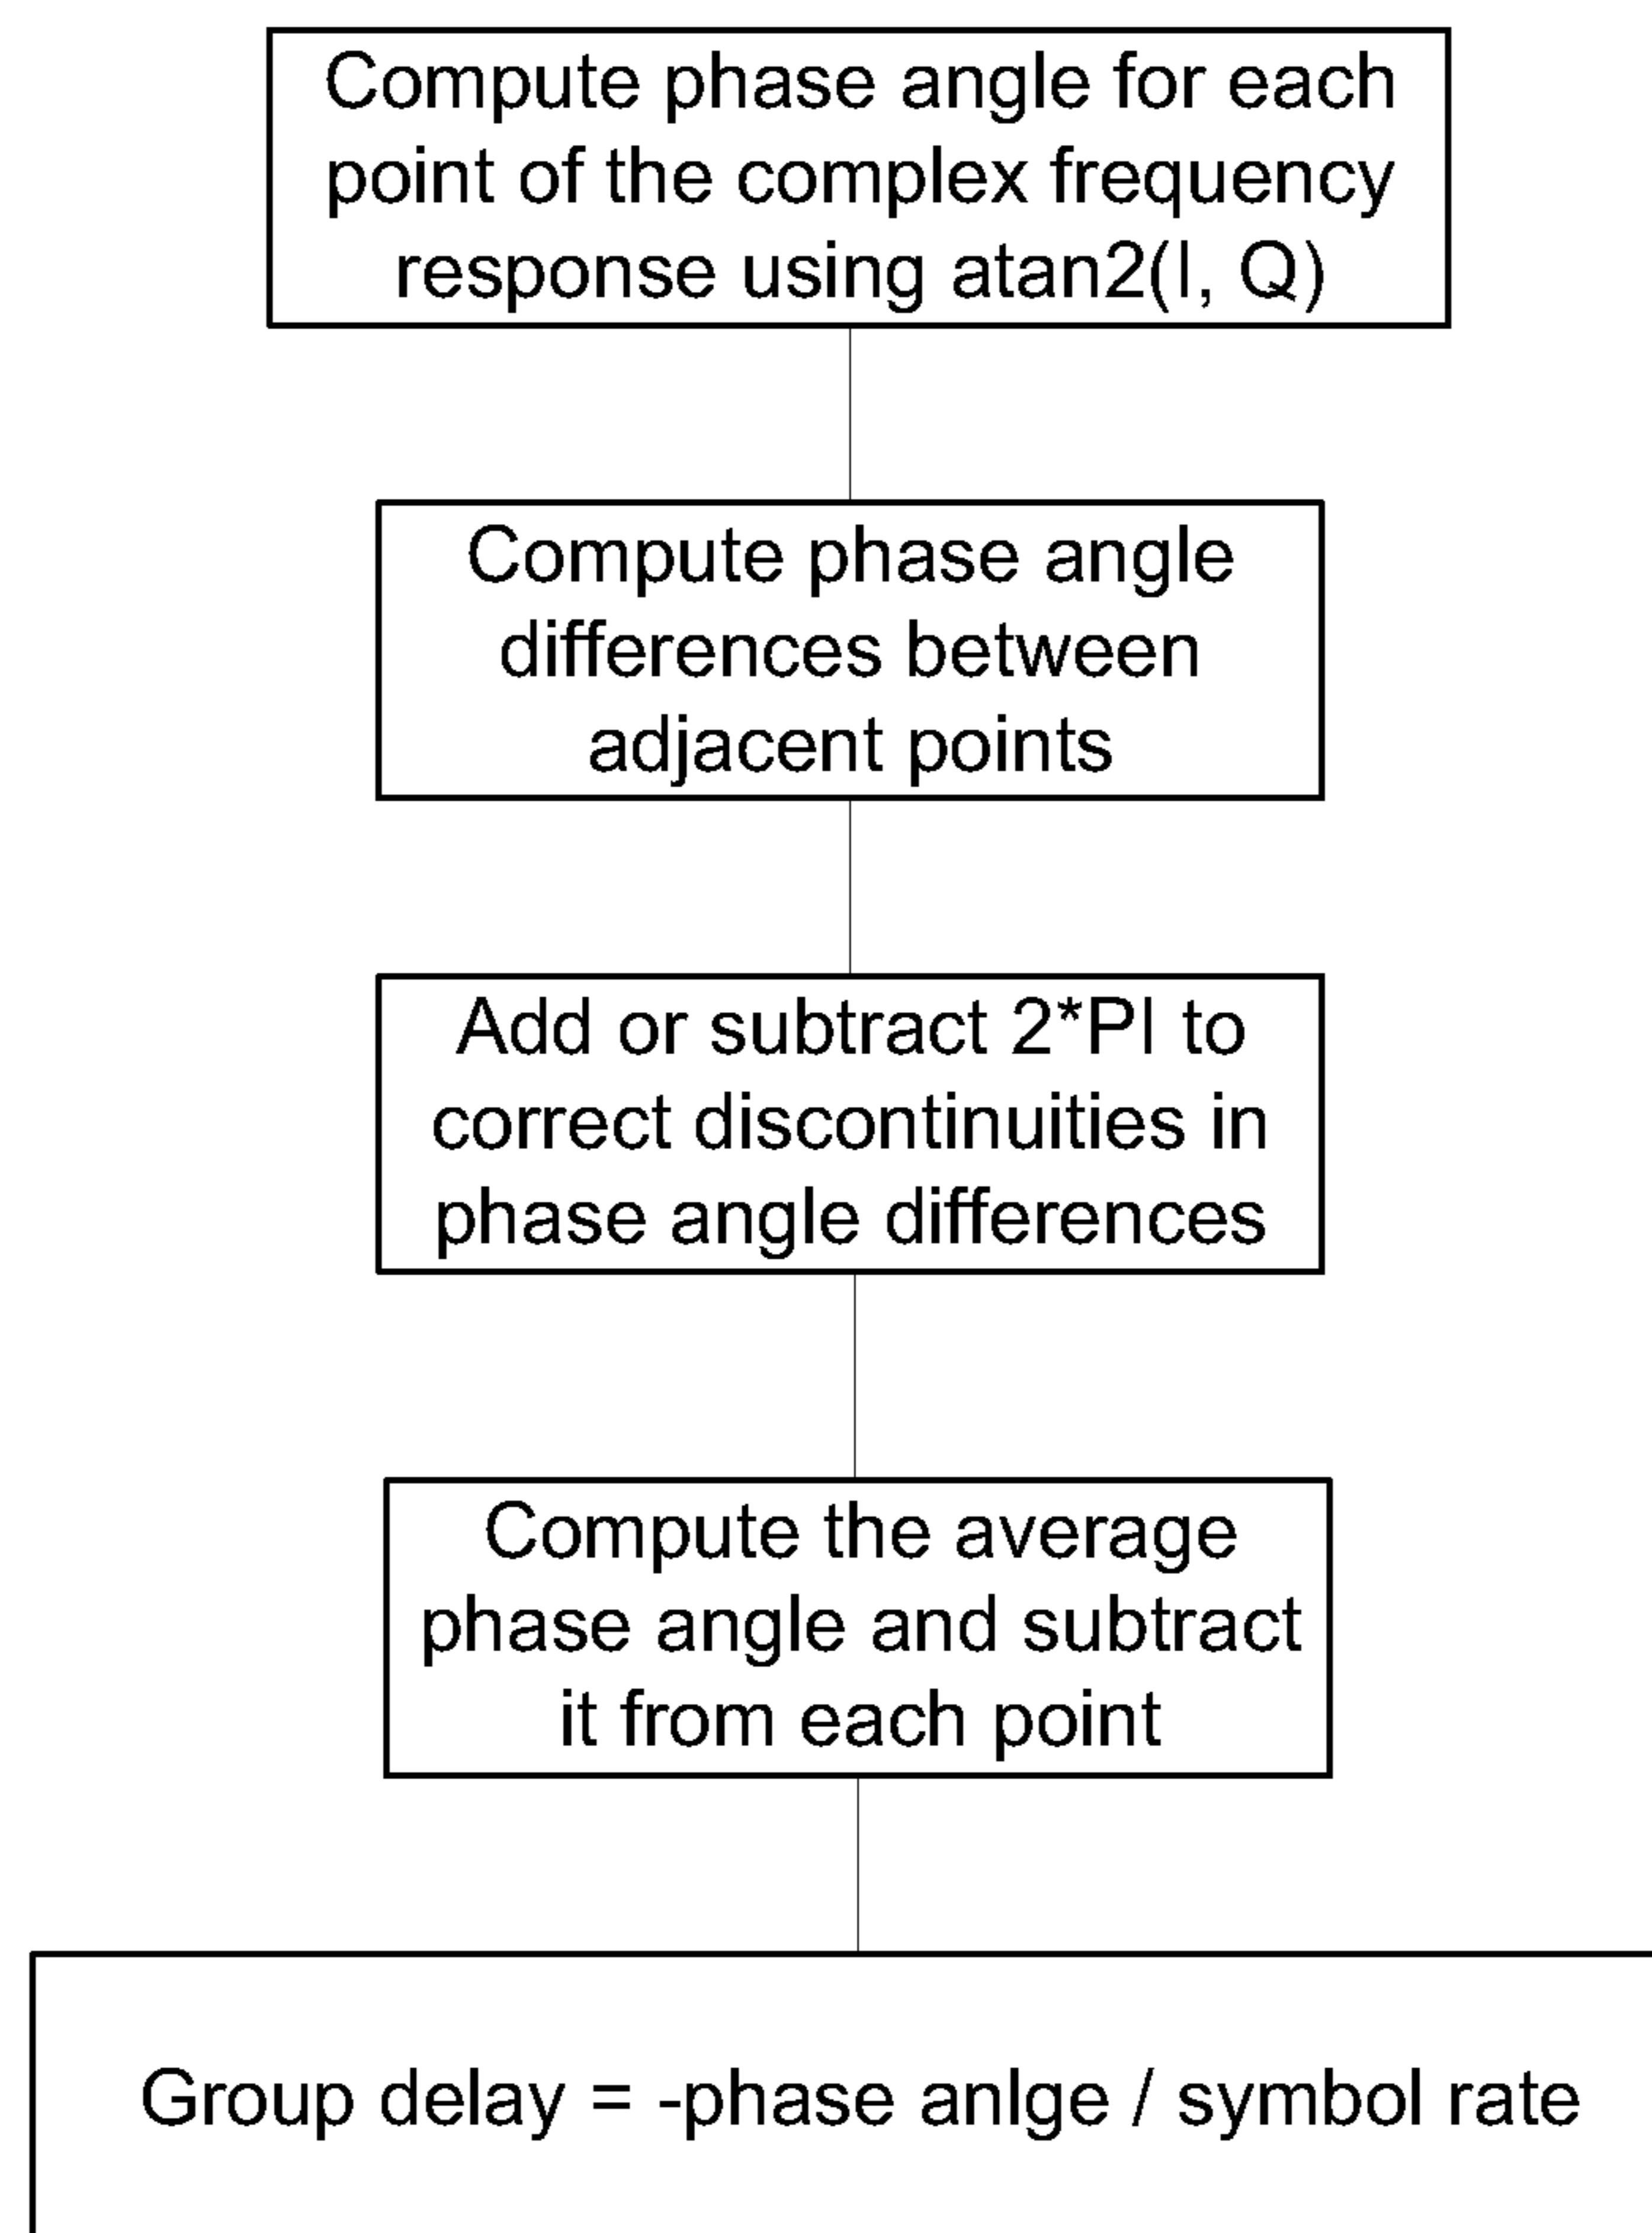 Compute phase angle for each
point of the complex frequency
response using atan2(I, Q)
Compute phase angle
differences between
adjacent points
Add or subtract 2*PI to
correct discontinuities in
phase angle differences
Compute the average
phase angle and subtract
it from each point
Group delay = -phase anlge / symbol rate